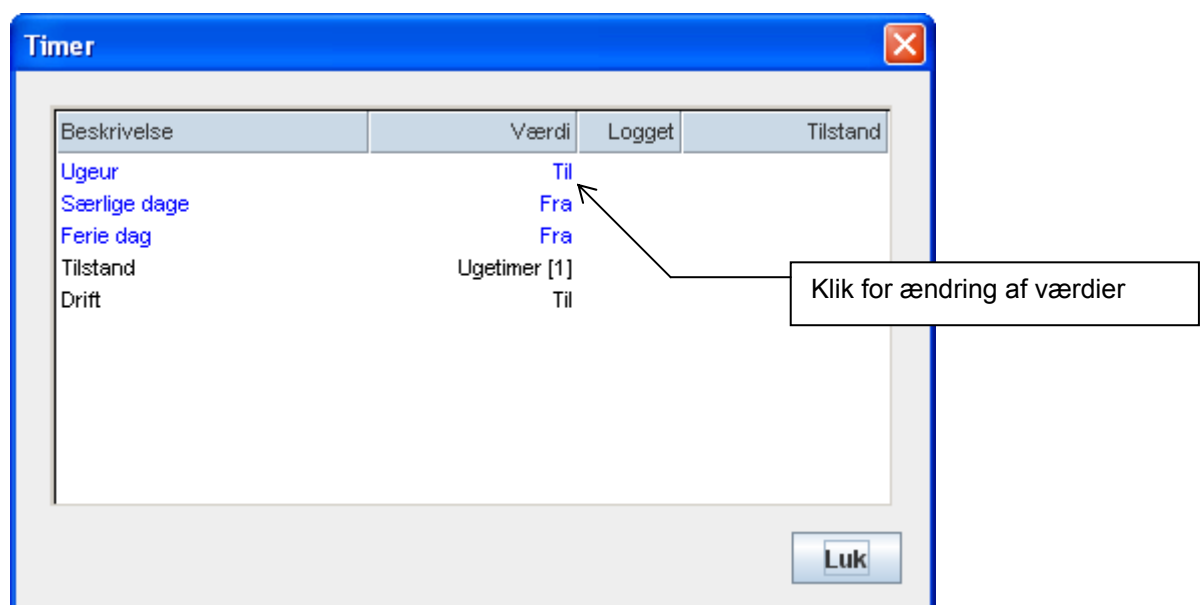 Timer
Beskrivelse Værdi Logget Tilstand
Ugeur Til
Særlige dage Fra
Ferie dag Fra
Tilstand Ugetimer [1]
Drift Til
Klik for ændring af værdier
Luk